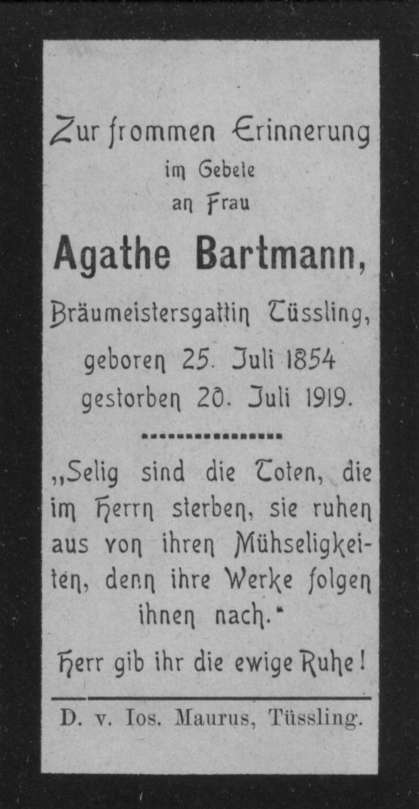 Zur frommen Erinnerung
im Gebete
an Frau
Agathe Bartmann,
Bräumeistersgattin Tüssling,
geboren 25. Juli 1854
gestorben 20. Juli 1919.
„Selig sind die Toten, die
im Herrn sterben, sie ruhen
aus von ihren Mühseligkei-
ten, denn ihre Werke folgen
ihnen nach.“
Herr gib ihr die ewige Ruhe!
D. v. Ios. Maurus, Tüssling.